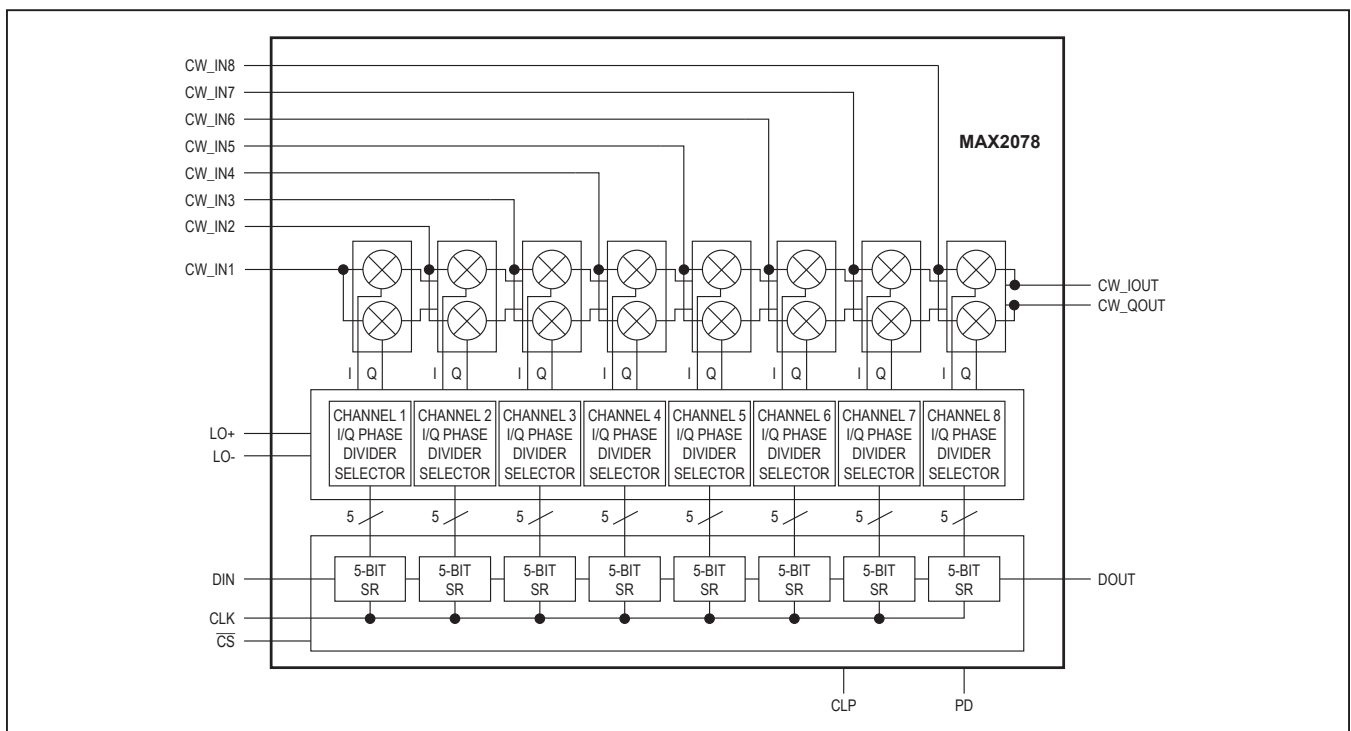 CW_IN8
CW_IN7
CW_IN6
CW_IN5
CW_IN4
CW_IN3
CW_IN2
CW_IN1
MAX2078
CW_IOUT
CW_QOUT
I Q I Q I Q I Q I Q I Q I Q I Q
LO+
LO-
CHANNEL 1
I/Q PHASE
DIVIDER
SELECTOR
CHANNEL 2
I/Q PHASE
DIVIDER
SELECTOR
CHANNEL 3
I/Q PHASE
DIVIDER
SELECTOR
CHANNEL 4
I/Q PHASE
DIVIDER
SELECTOR
CHANNEL 5
I/Q PHASE
DIVIDER
SELECTOR
CHANNEL 6
I/Q PHASE
DIVIDER
SELECTOR
CHANNEL 7
I/Q PHASE
DIVIDER
SELECTOR
CHANNEL 8
I/Q PHASE
DIVIDER
SELECTOR
5 5 5 5 5 5 5 5
DIN
5-BIT
SR
5-BIT
SR
5-BIT
SR
5-BIT
SR
5-BIT
SR
5-BIT
SR
5-BIT
SR
5-BIT
SR
DOUT
CLK
C̅S̅
CLP
PD